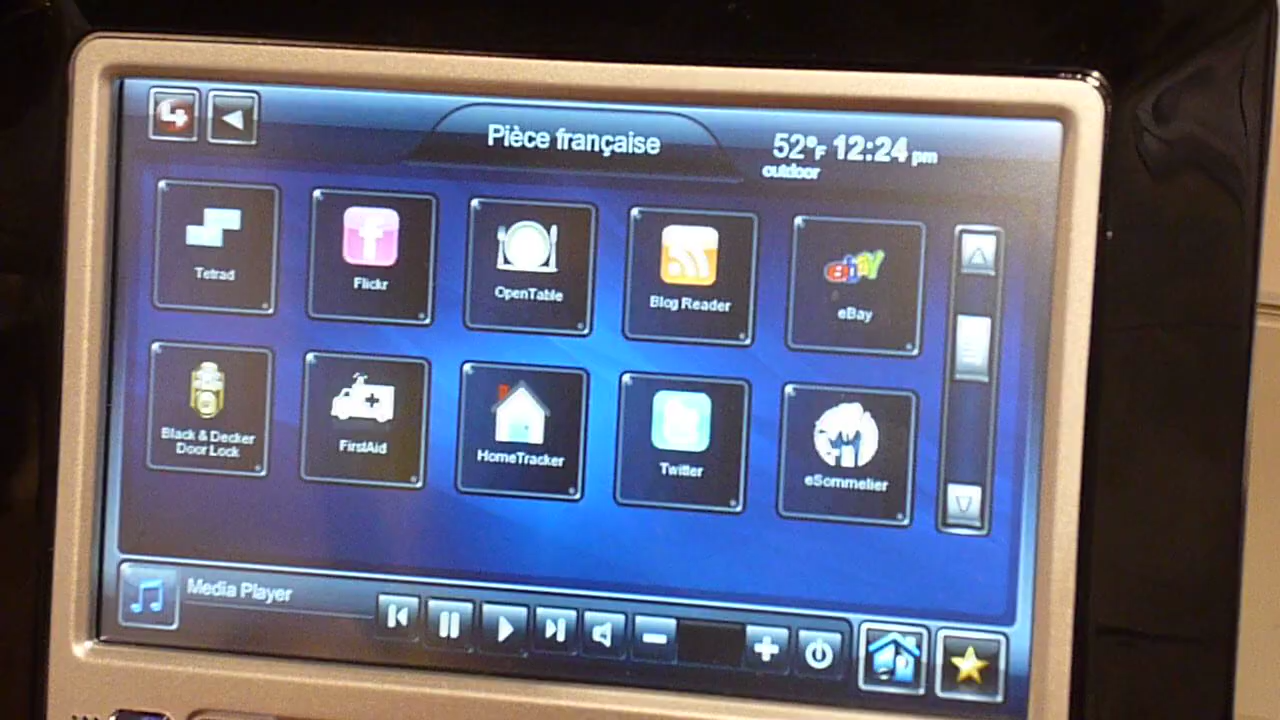 Pièce française
52°F 12:24 pm
outdoor
Tetrad
Flickr
OpenTable
Blog Reader
ebY
eBay
Black & Decker
Door Lock
FirstAid
HomeTracker
Twitter
eSommelier
Media Player